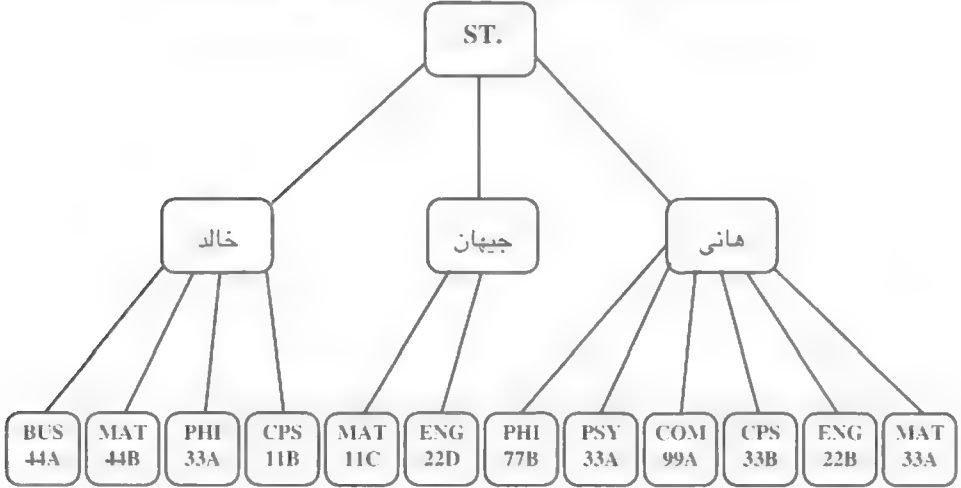 ST.
خالد
جيهان
هانى
BUS
44A
MAT
44B
PHI
33A
CPS
11B
MAT
11C
ENG
22D
PHI
77B
PSY
33A
COM
99A
CPS
33B
ENG
22B
MAT
33A